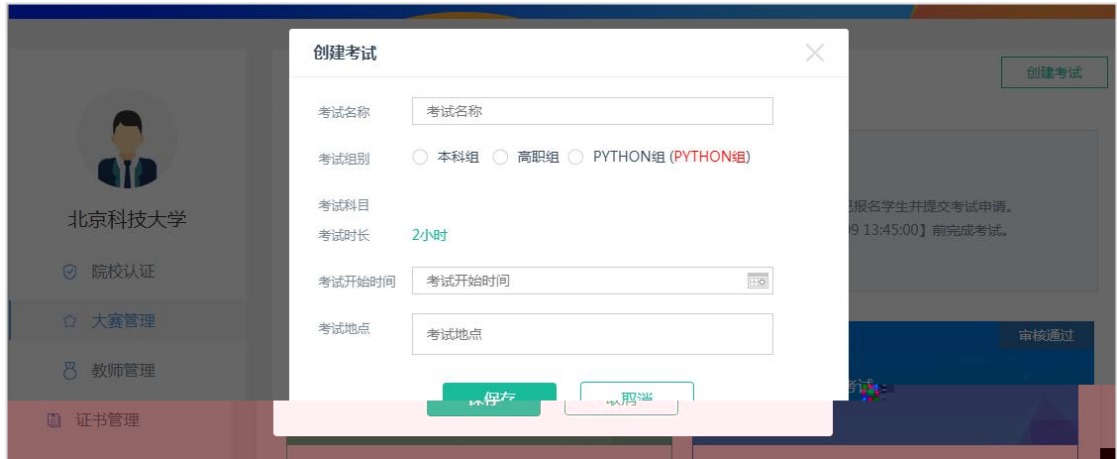 创建考试
创建考试
考试名称 考试名称
考试组别 本科组 高职组 PYTHON组 (PYTHON组)
考试科目
报名学生并提交考试申请。
北京科技大学
考试时长 2小时
9 13:45:00】前完成考试。
院校认证
考试开始时间 考试开始时间
大赛管理
考试地点 考试地点
审核通过
教师管理
考试
保存 取消
证书管理